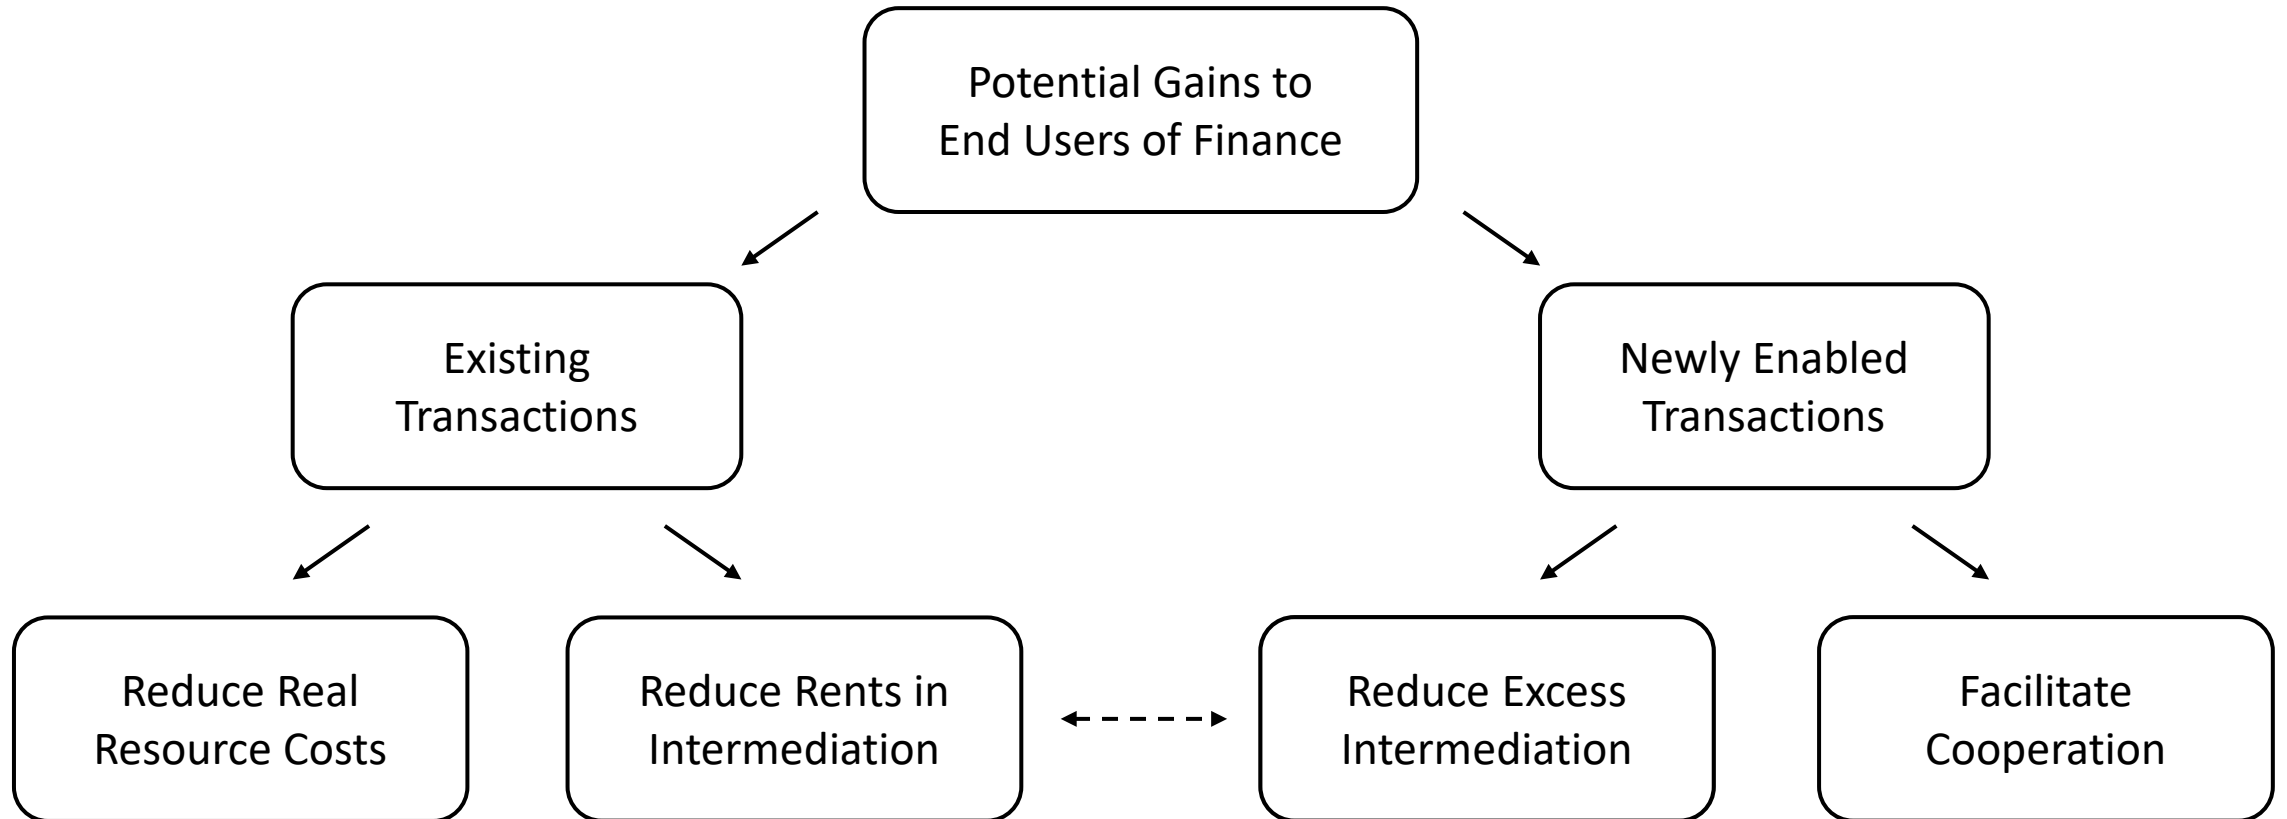 Potential Gains to
End Users of Finance
Existing
Transactions
Newly Enabled
Transactions
Reduce Real
Resource Costs
Reduce Rents in
Intermediation
Reduce Excess
Intermediation
Facilitate
Cooperation